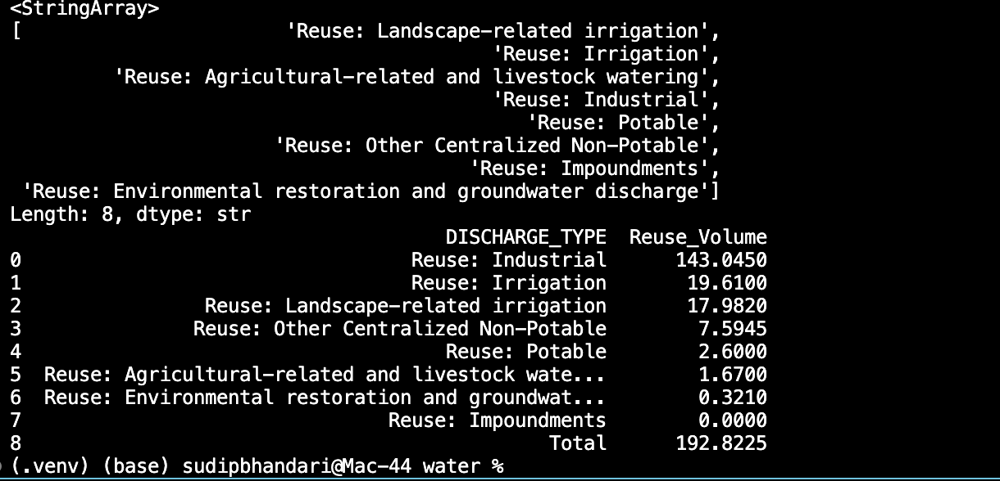 <StringArray>
[                        'Reuse: Landscape-related irrigation',
                                          'Reuse: Irrigation',
         'Reuse: Agricultural-related and livestock watering',
                                          'Reuse: Industrial',
                                             'Reuse: Potable',
                       'Reuse: Other Centralized Non-Potable',
                                        'Reuse: Impoundments',
 'Reuse: Environmental restoration and groundwater discharge']
Length: 8, dtype: str
                                      DISCHARGE_TYPE  Reuse_Volume
0                                  Reuse: Industrial      143.0450
1                                  Reuse: Irrigation       19.6100
2                Reuse: Landscape-related irrigation       17.9820
3               Reuse: Other Centralized Non-Potable        7.5945
4                                     Reuse: Potable        2.6000
5  Reuse: Agricultural-related and livestock wate...        1.6700
6  Reuse: Environmental restoration and groundwat...        0.3210
7                                Reuse: Impoundments        0.0000
8                                              Total      192.8225
(.venv) (base) sudipbhandari@Mac-44 water %